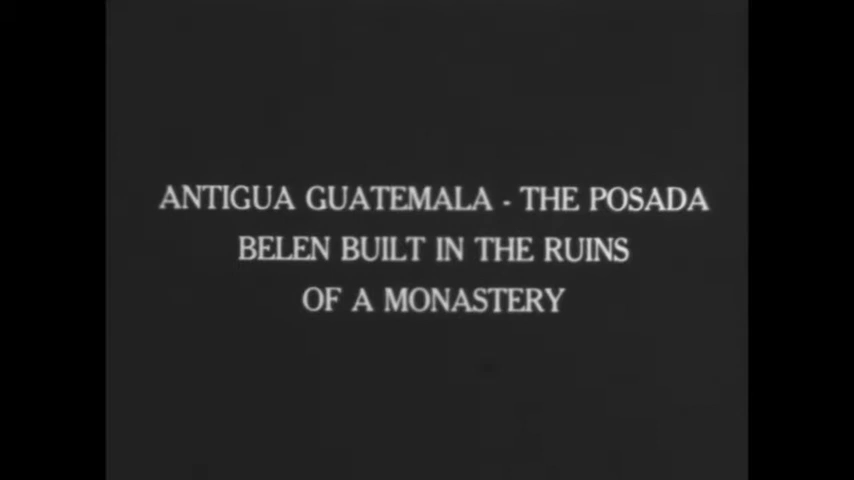 ANTIGUA GUATEMALA - THE POSADA
BELEN BUILT IN THE RUINS
OF A MONASTERY